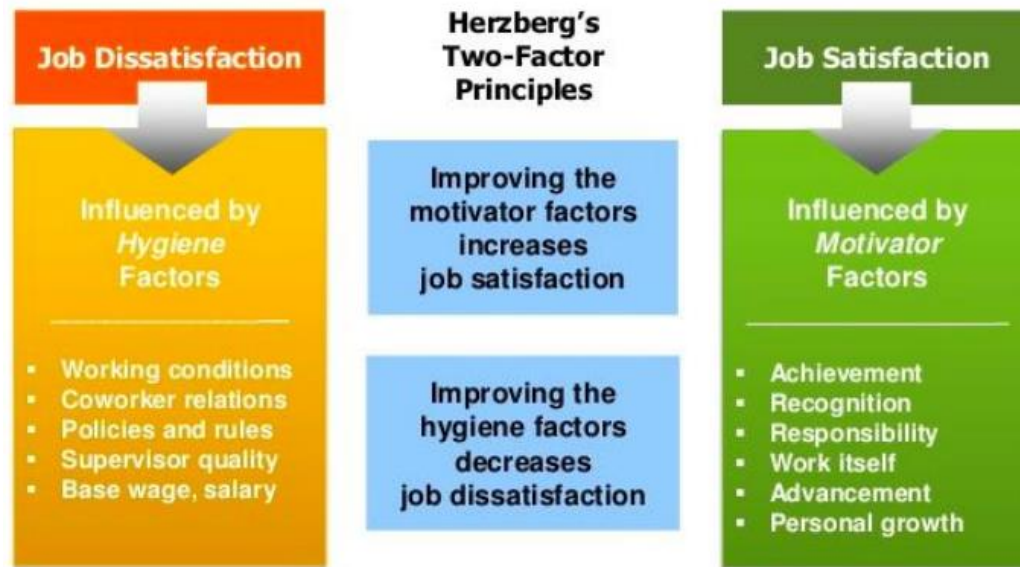 Job Dissatisfaction
Influenced by
Hygiene
Factors
▪ Working conditions
▪ Coworker relations
▪ Policies and rules
▪ Supervisor quality
▪ Base wage, salary
Herzberg's
Two-Factor
Principles
Improving the
motivator factors
increases
job satisfaction
Improving the
hygiene factors
decreases
job dissatisfaction
Job Satisfaction
Influenced by
Motivator
Factors
▪ Achievement
▪ Recognition
▪ Responsibility
▪ Work itself
▪ Advancement
▪ Personal growth